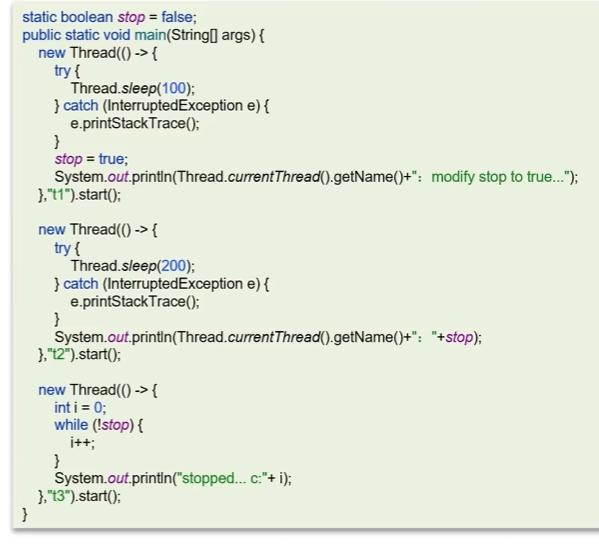 static boolean stop = false;
public static void main(String[] args) {
new Thread(() -> {
try {
Thread.sleep(100);
} catch (InterruptedException e) {
e.printStackTrace();
}
stop = true;
System.out.println(Thread.currentThread().getName()+"：modify stop to true...");
},"t1").start();
new Thread(() -> {
try {
Thread.sleep(200);
} catch (InterruptedException e) {
e.printStackTrace();
}
System.out.println(Thread.currentThread().getName()+"："+stop);
},"t2").start();
new Thread(() -> {
int i = 0;
while (!stop) {
i++;
}
System.out.println("stopped... c:"+ i);
},"t3").start();
}